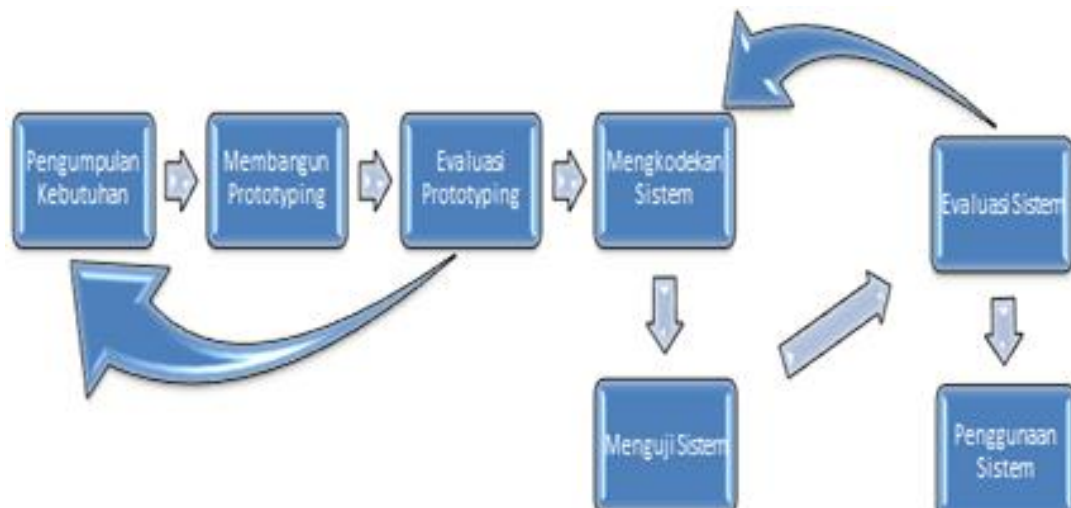 Pengumpulan
Kebutuhan
Membangun
Prototyping
Evaluasi
Prototyping
Mengkodekan
Sistem
Evaluasi Sistem
Menguji Sistem
Penggunaan
Sistem